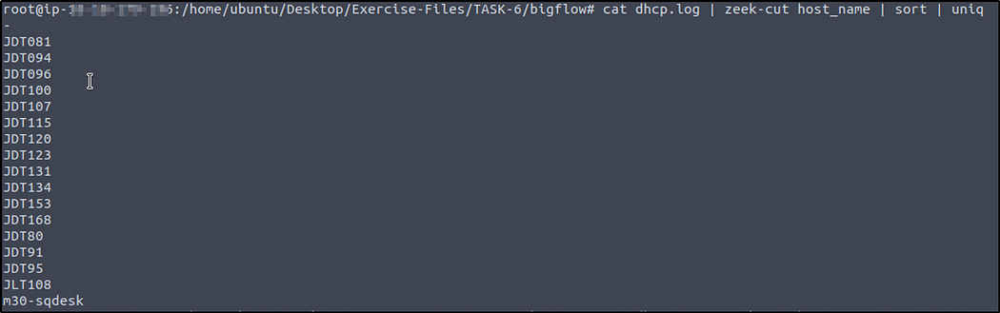 root@ip-        :/home/ubuntu/Desktop/Exercise-Files/TASK-6/bigflow# cat dhcp.log | zeek-cut host_name | sort | uniq
-
JDT081
JDT094
JDT096
JDT100
JDT107
JDT115
JDT120
JDT123
JDT131
JDT134
JDT153
JDT168
JDT80
JDT91
JDT95
JLT108
m30-sqdesk